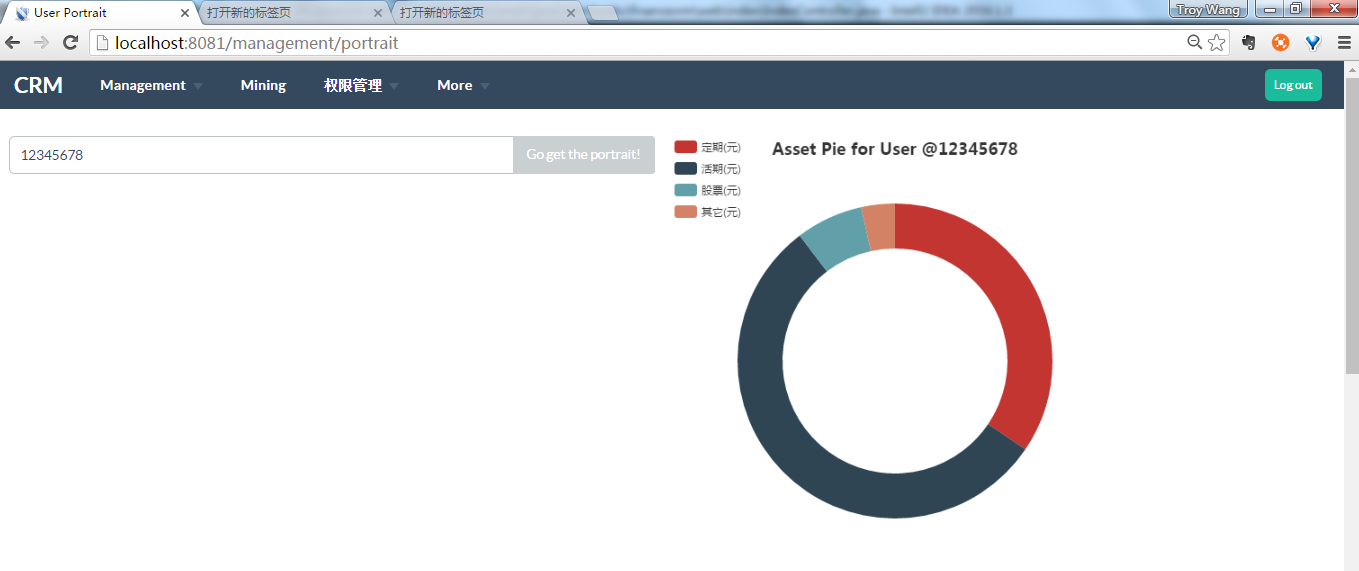 User Portrait
打开新的标签页
打开新的标签页
Troy Wang
localhost:8081/management/portrait
CRM
Management
Mining
权限管理
More
Log out
12345678
Go get the portrait!
定期(元)
活期(元)
股票(元)
其它(元)
Asset Pie for User @12345678